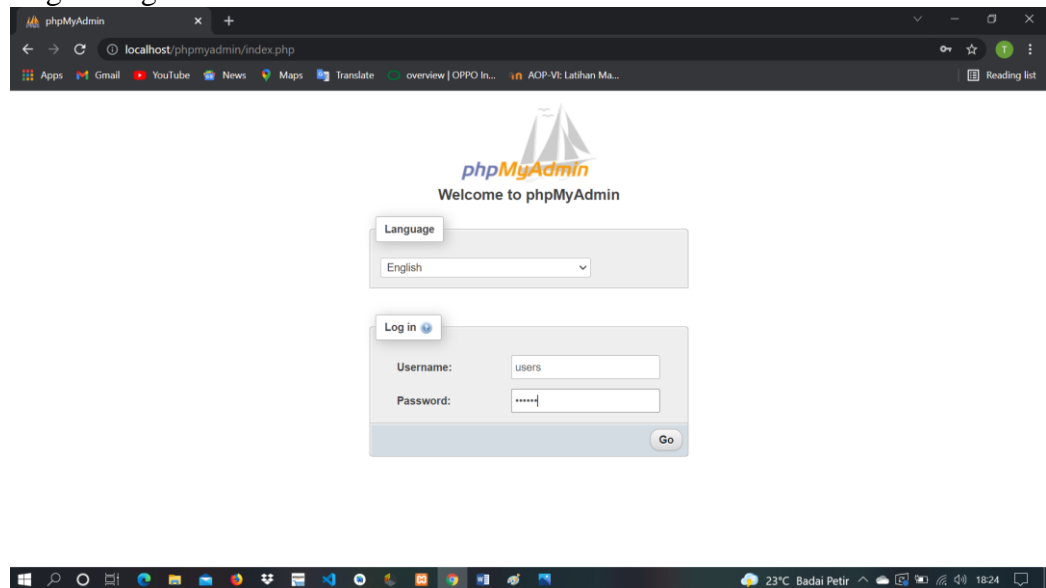 phpMyAdmin
localhost/phpmyadmin/index.php
T
Apps Gmail YouTube News Maps Translate overview | OPPO In... AOP-VI: Latihan Ma... Reading list
phpMyAdmin
Welcome to phpMyAdmin
Language
English
Log in
Username: users
Password: ••••••
Go
23°C Badai Petir 18:24